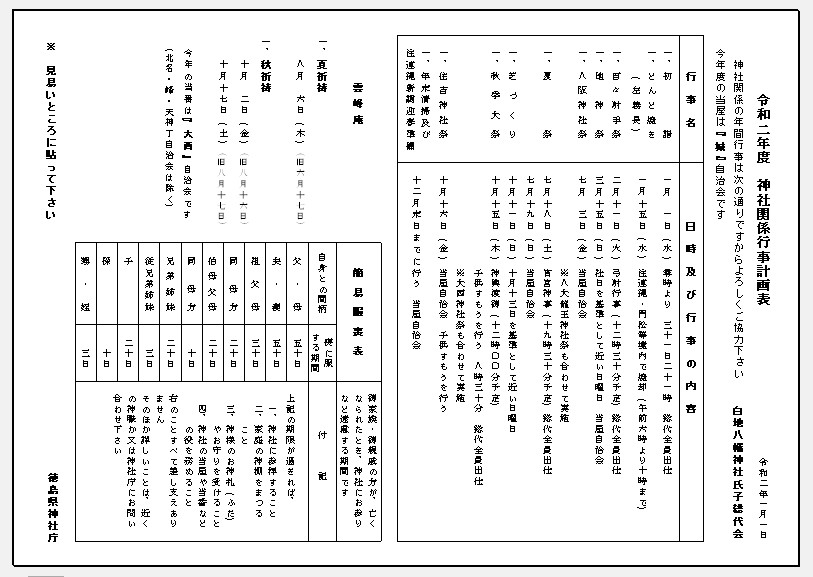 令和二年度　神社関係行事計画表
令和二年一月一日
神社関係の年間行事は次の通りですからよろしくご協力下さい
白地八幡神社氏子総代会
今年度の当屋は『　　』自治会です
行事名
日時及び行事の内容
一、初　詣
一月一日（水）零時より　三十一日二十一時　総代全員出仕
一、とんど焼き
一月十五日（水）注連縄・門松等境内で焼却（午前六時より十時まで）
一、百々射手祭
二月十一日（火）弓射行事（十二時三十分予定）総代全員出仕
一、地神祭
三月十五日（日）社日を基準として近い日曜日　当屋自治会
一、八阪神社祭
七月三日（金）当屋自治会
※八大龍王神社祭も合わせて実施
一、夏祭
七月十八日（土）宵宮神事（十九時三十分予定）総代全員出仕
七月十九日（日）当屋自治会
一、芝づくり
十月十一日（日）十月十三日を基準として近い日曜日
一、秋季大祭
十月十五日（木）神輿渡御（十二時〇〇分予定）
子供すもうを行う　八時三十分　総代全員出仕
※大西神社祭も合わせて実施
一、住吉神社祭
十月十六日（金）当屋自治会　子供すもうを行う
一、年末清掃及び
注連縄新調迎春準備
十二月末日までに行う　当屋自治会
雲峰庵
一、夏祈祷
八月六日（木）（旧六月十七日）
一、秋祈祷
十月二日（金）（旧八月十六日）
十月十七日（土）（旧八月十七日）
今年の当番は『大西』自治会です
（北名・峰・天神丁自治会は除く）
※　見易いところに貼って下さい
簡易服喪表
自身との間柄
喪に服する期間
父・母　五十日
夫・妻　五十日
祖父母　三十日
同　母方　二十日
伯母父母　二十日
同　母方　十日
兄弟姉妹　二十日
従兄弟姉妹　三日
子　二十日
孫　十日
甥・姪　三日
付記
御家族・御親戚の方が、亡く
なられたとき、神社にお参り
など遠慮する期間です
上記の期限が過ぎれば、
一、神社に参拝すること
二、家庭の神棚をまつる
こと
三、神様のお神札（ふだ）
やお守りを受けること
四、神社の当屋や当番など
の役を務めること
右のことすべて差し支えあり
ません
そのほか詳しいことは、近く
の神職か又は神社庁にお問い
合わせ下さい
徳島県神社庁